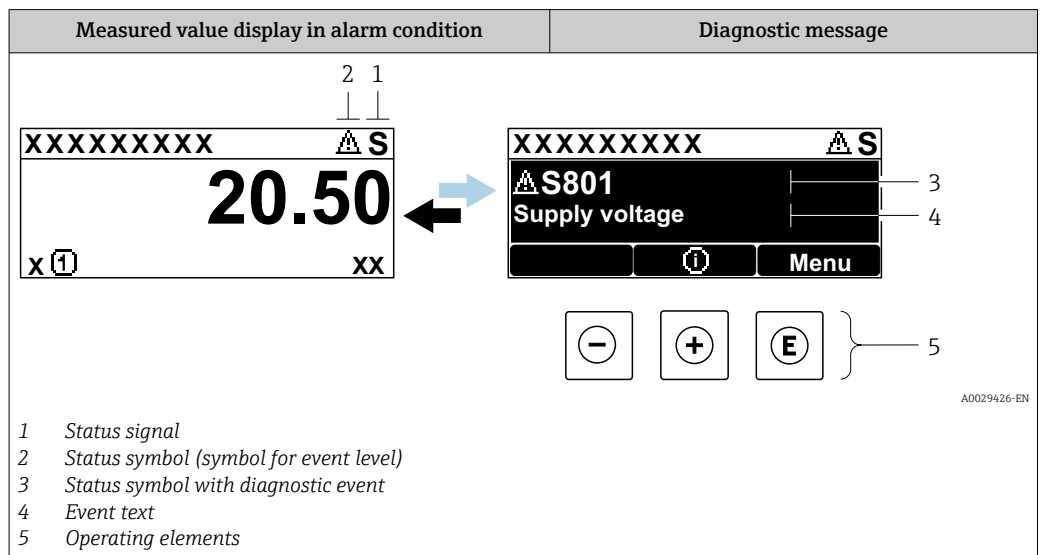 Measured value display in alarm condition Diagnostic message
2 1
XXXXXXXXX ⚠ S XXXXXXXXX ⚠ S
20.50
⚠S801 3
Supply voltage 4
X 1 XX
i Menu
− + E 5
A0029426-EN
1 Status signal
2 Status symbol (symbol for event level)
3 Status symbol with diagnostic event
4 Event text
5 Operating elements